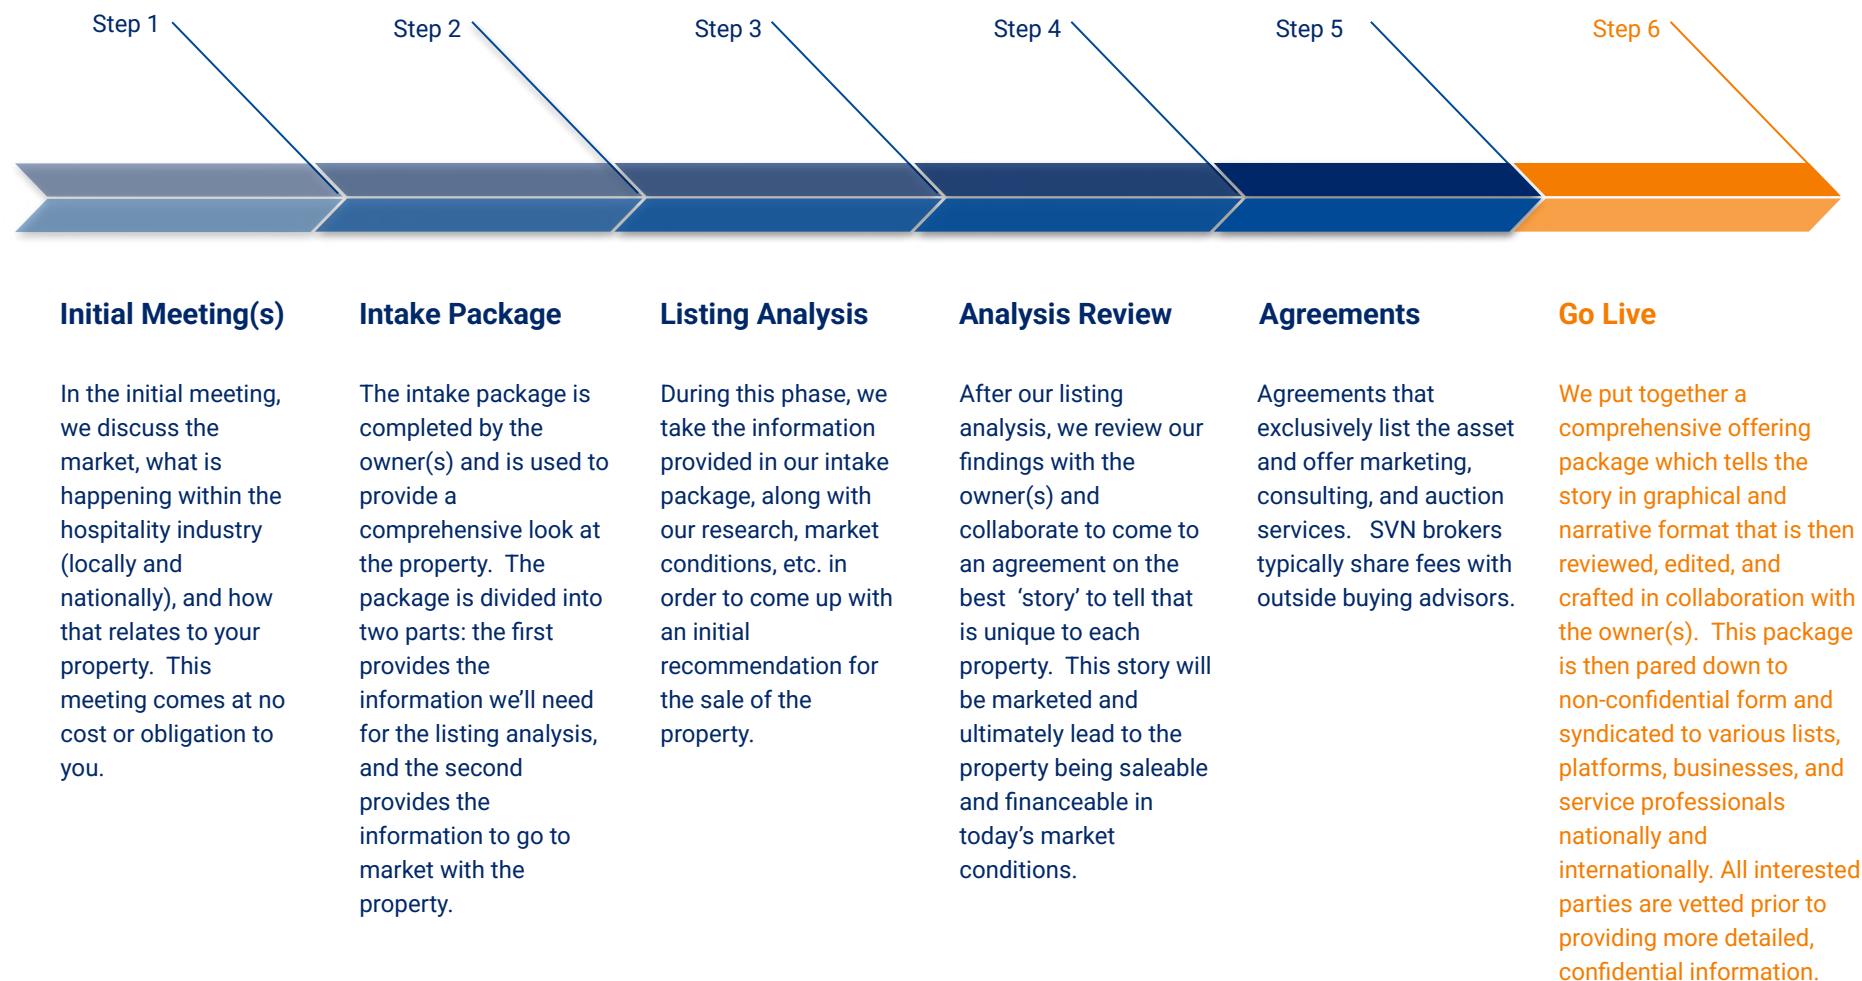 Step 1
Step 2
Step 3
Step 4
Step 5
Step 6
Initial Meeting(s)
In the initial meeting,
we discuss the
market, what is
happening within the
hospitality industry
(locally and
nationally), and how
that relates to your
property.  This
meeting comes at no
cost or obligation to
you.
Intake Package
The intake package is
completed by the
owner(s) and is used to
provide a
comprehensive look at
the property.  The
package is divided into
two parts: the first
provides the
information we’ll need
for the listing analysis,
and the second
provides the
information to go to
market with the
property.
Listing Analysis
During this phase, we
take the information
provided in our intake
package, along with
our research, market
conditions, etc. in
order to come up with
an initial
recommendation for
the sale of the
property.
Analysis Review
After our listing
analysis, we review our
findings with the
owner(s) and
collaborate to come to
an agreement on the
best  ‘story’ to tell that
is unique to each
property.  This story will
be marketed and
ultimately lead to the
property being saleable
and financeable in
today’s market
conditions.
Agreements
Agreements that
exclusively list the asset
and offer marketing,
consulting, and auction
services.   SVN brokers
typically share fees with
outside buying advisors.
Go Live
We put together a
comprehensive offering
package which tells the
story in graphical and
narrative format that is then
reviewed, edited, and
crafted in collaboration with
the owner(s).  This package
is then pared down to
non-confidential form and
syndicated to various lists,
platforms, businesses, and
service professionals
nationally and
internationally. All interested
parties are vetted prior to
providing more detailed,
confidential information.